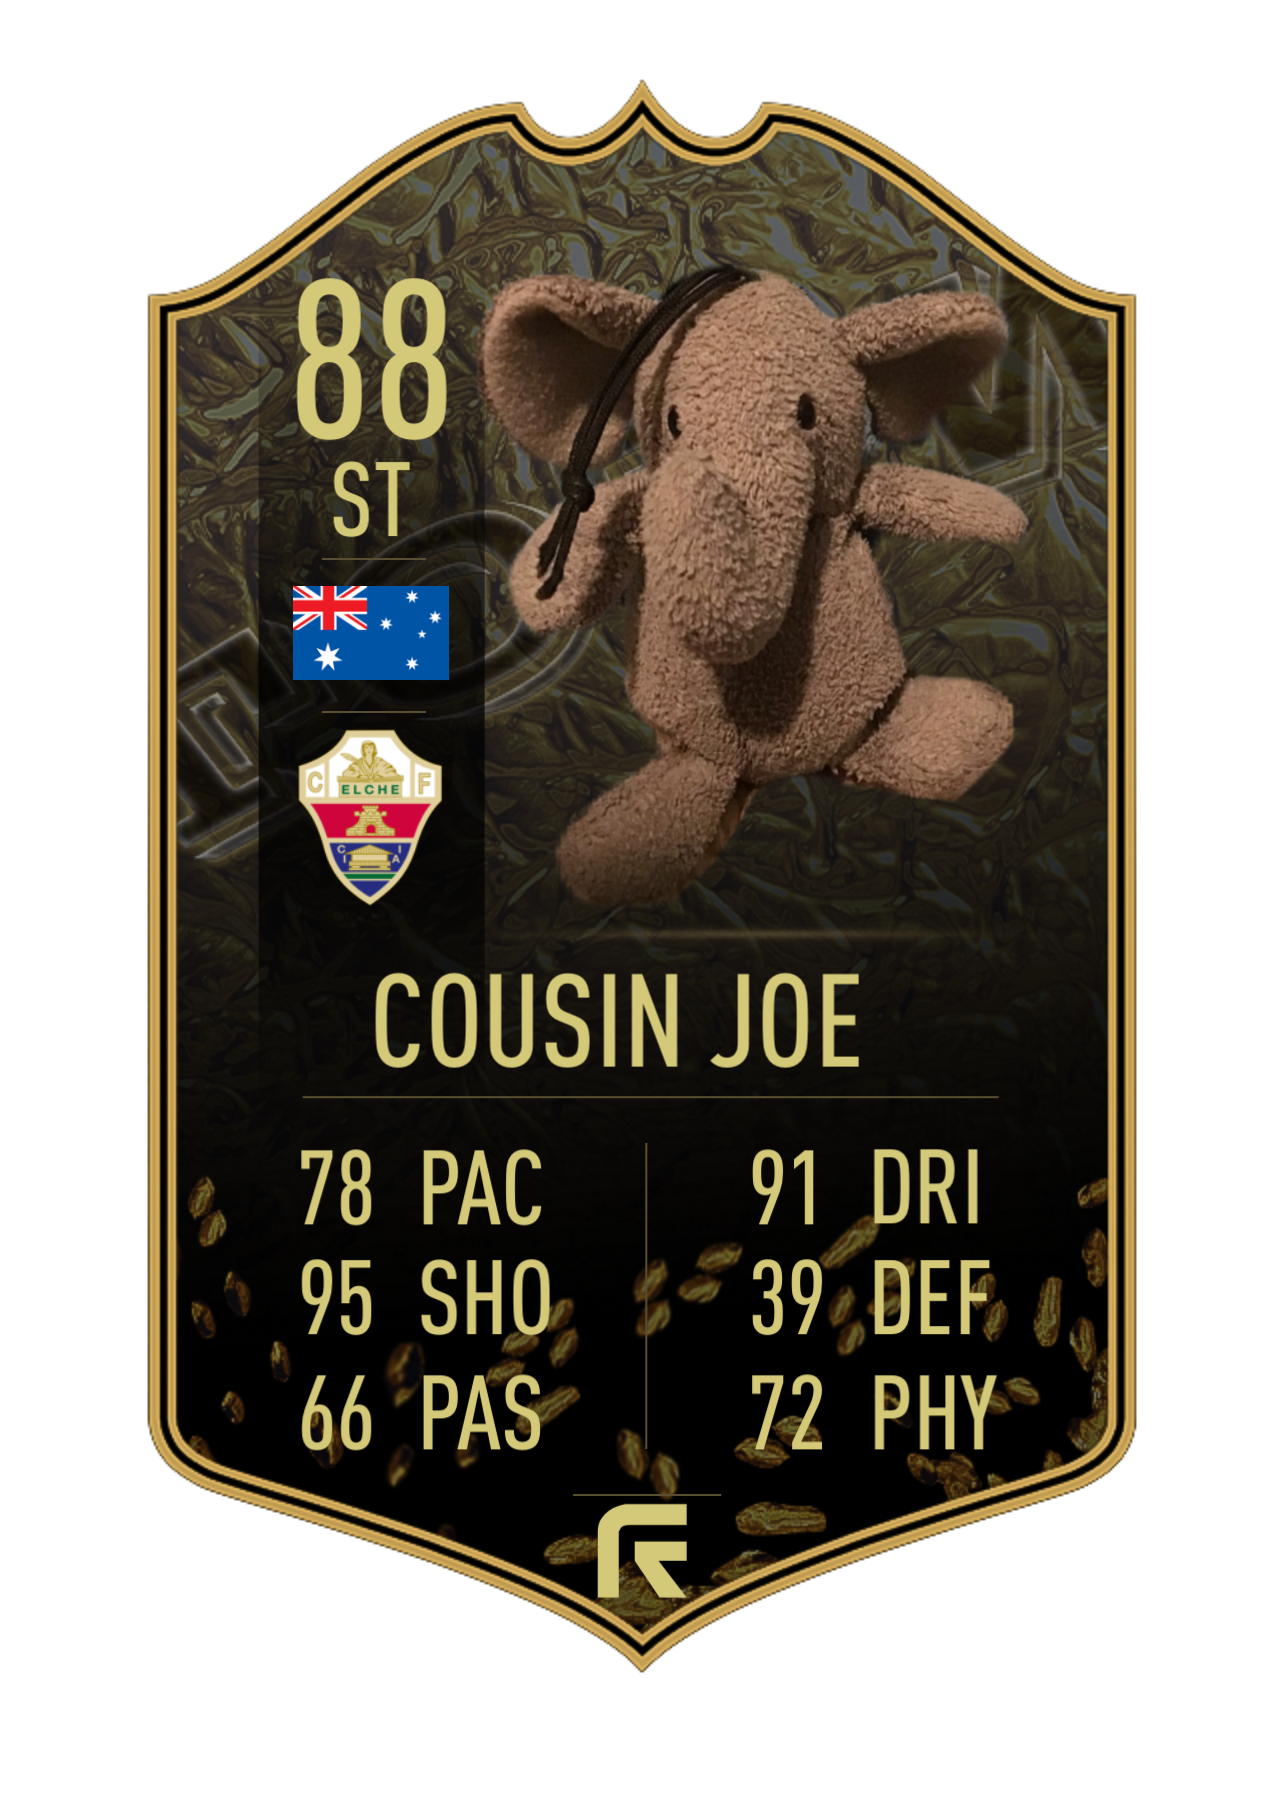 88
ST
C ELCHE F
C I I A
COUSIN JOE
78 PAC 91 DRI
95 SHO 39 DEF
66 PAS 72 PHY